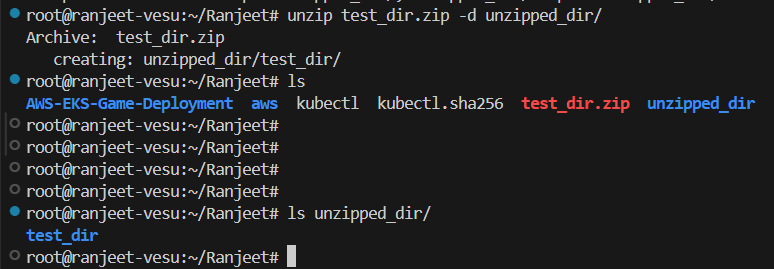 root@ranjeet-vesu:~/Ranjeet# unzip test_dir.zip -d unzipped_dir/
Archive:  test_dir.zip
   creating: unzipped_dir/test_dir/
root@ranjeet-vesu:~/Ranjeet# ls
AWS-EKS-Game-Deployment  aws  kubectl  kubectl.sha256  test_dir.zip  unzipped_dir
root@ranjeet-vesu:~/Ranjeet#
root@ranjeet-vesu:~/Ranjeet#
root@ranjeet-vesu:~/Ranjeet#
root@ranjeet-vesu:~/Ranjeet#
root@ranjeet-vesu:~/Ranjeet# ls unzipped_dir/
test_dir
root@ranjeet-vesu:~/Ranjeet#